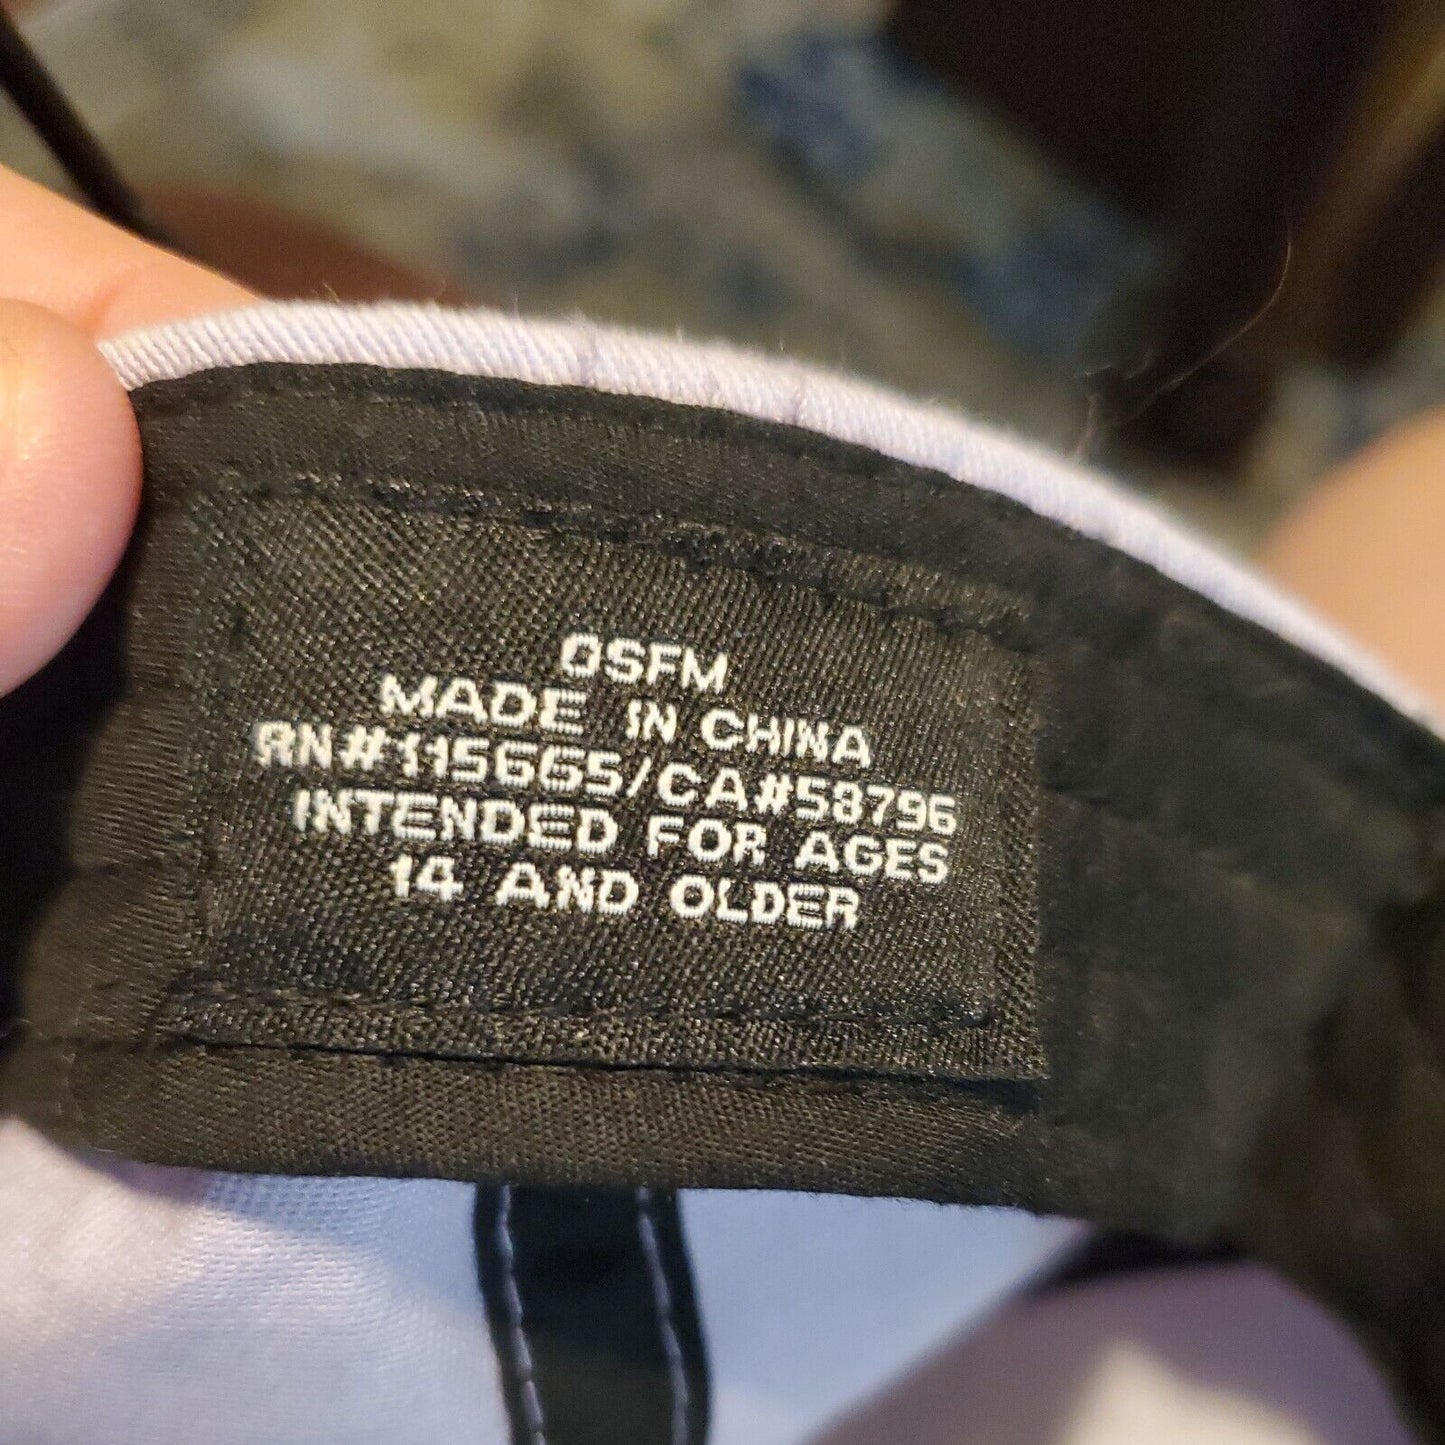 OSFM
MADE IN CHINA
RN#115665/CA#58796
INTENDED FOR AGES
14 AND OLDER